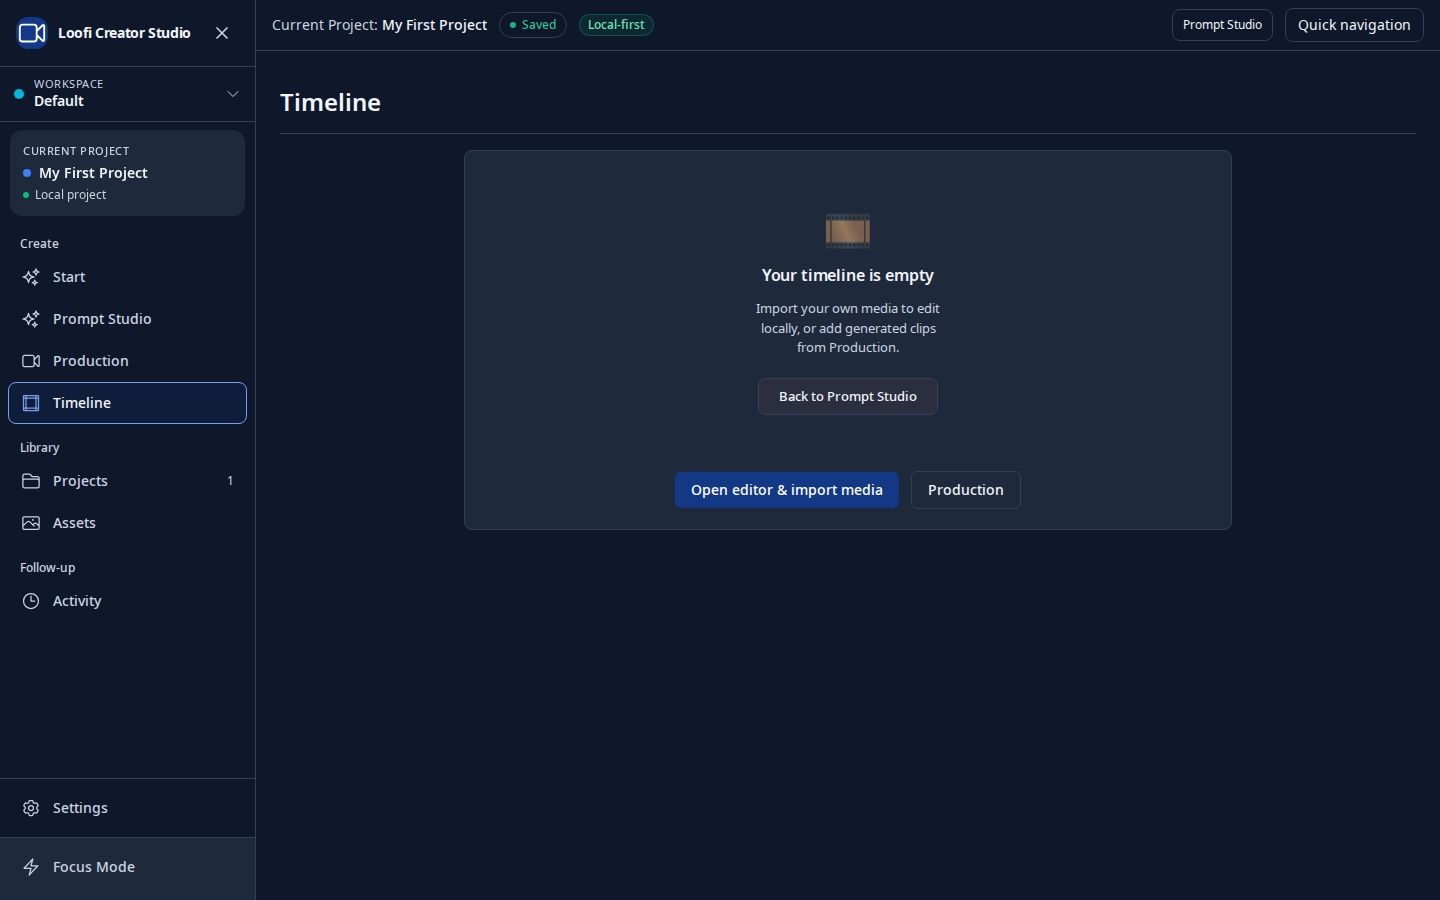 Loofi Creator Studio
WORKSPACE
Default
CURRENT PROJECT
My First Project
Local project
Create
Start
Prompt Studio
Production
Timeline
Library
Projects 1
Assets
Follow-up
Activity
Settings
Focus Mode
Current Project: My First Project Saved Local-first Prompt Studio Quick navigation
Timeline
Your timeline is empty
Import your own media to edit
locally, or add generated clips
from Production.
Back to Prompt Studio
Open editor & import media Production